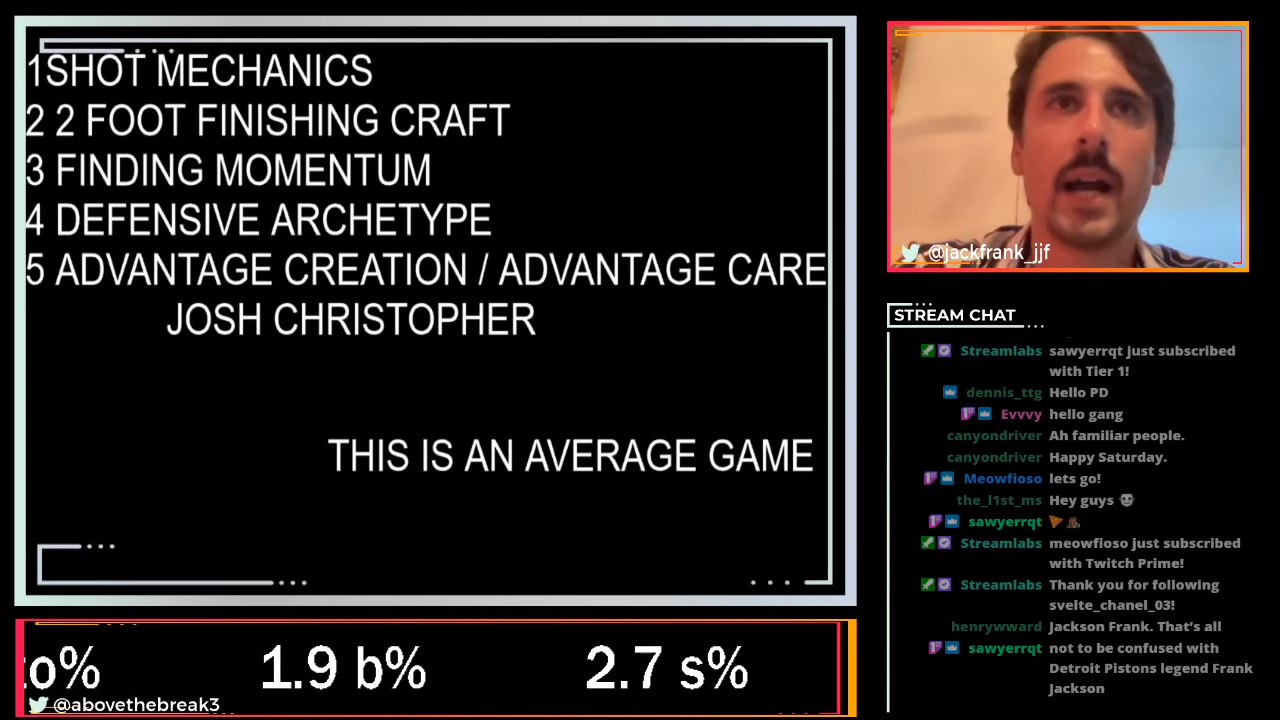 1SHOT MECHANICS
2 2 FOOT FINISHING CRAFT
3 FINDING MOMENTUM
4 DEFENSIVE ARCHETYPE
5 ADVANTAGE CREATION / ADVANTAGE CARE
JOSH CHRISTOPHER
THIS IS AN AVERAGE GAME
to% 1.9 b% 2.7 s%
@abovethebreak3
@jackfrank_jjf
STREAM CHAT
Streamlabs sawyerrqt just subscribed
with Tier 1!
dennis_ttg Hello PD
Evvvy hello gang
canyondriver Ah familiar people.
canyondriver Happy Saturday.
Meowfioso lets go!
the_l1st_ms Hey guys
sawyerrqt
Streamlabs meowfioso just subscribed
with Twitch Prime!
Streamlabs Thank you for following
svelte_chanel_03!
henrywward Jackson Frank. That's all
sawyerrqt not to be confused with
Detroit Pistons legend Frank
Jackson